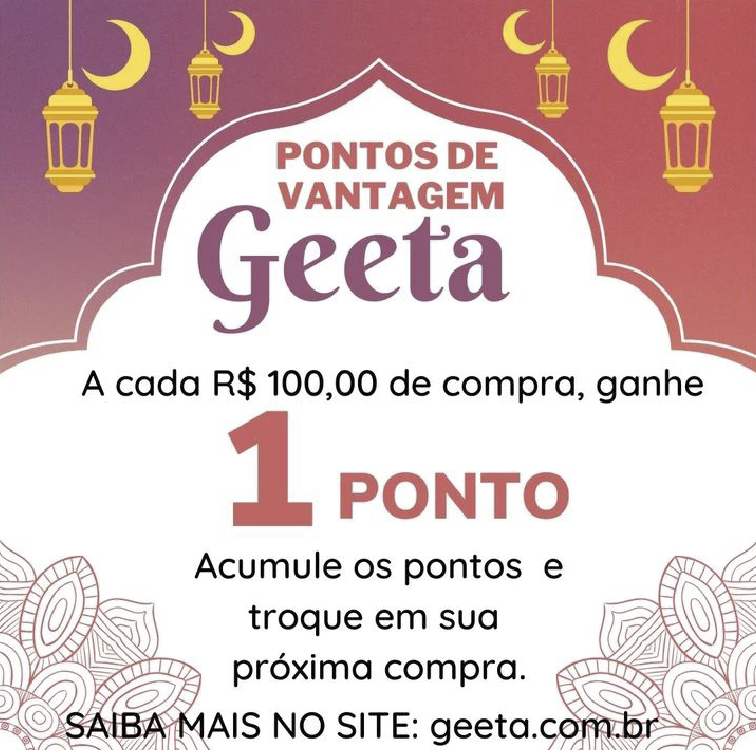 PONTOS DE
VANTAGEM
Geeta
A cada R$ 100,00 de compra, ganhe
1 PONTO
Acumule os pontos e
troque em sua
próxima compra.
SAIBA MAIS NO SITE: geeta.com.br